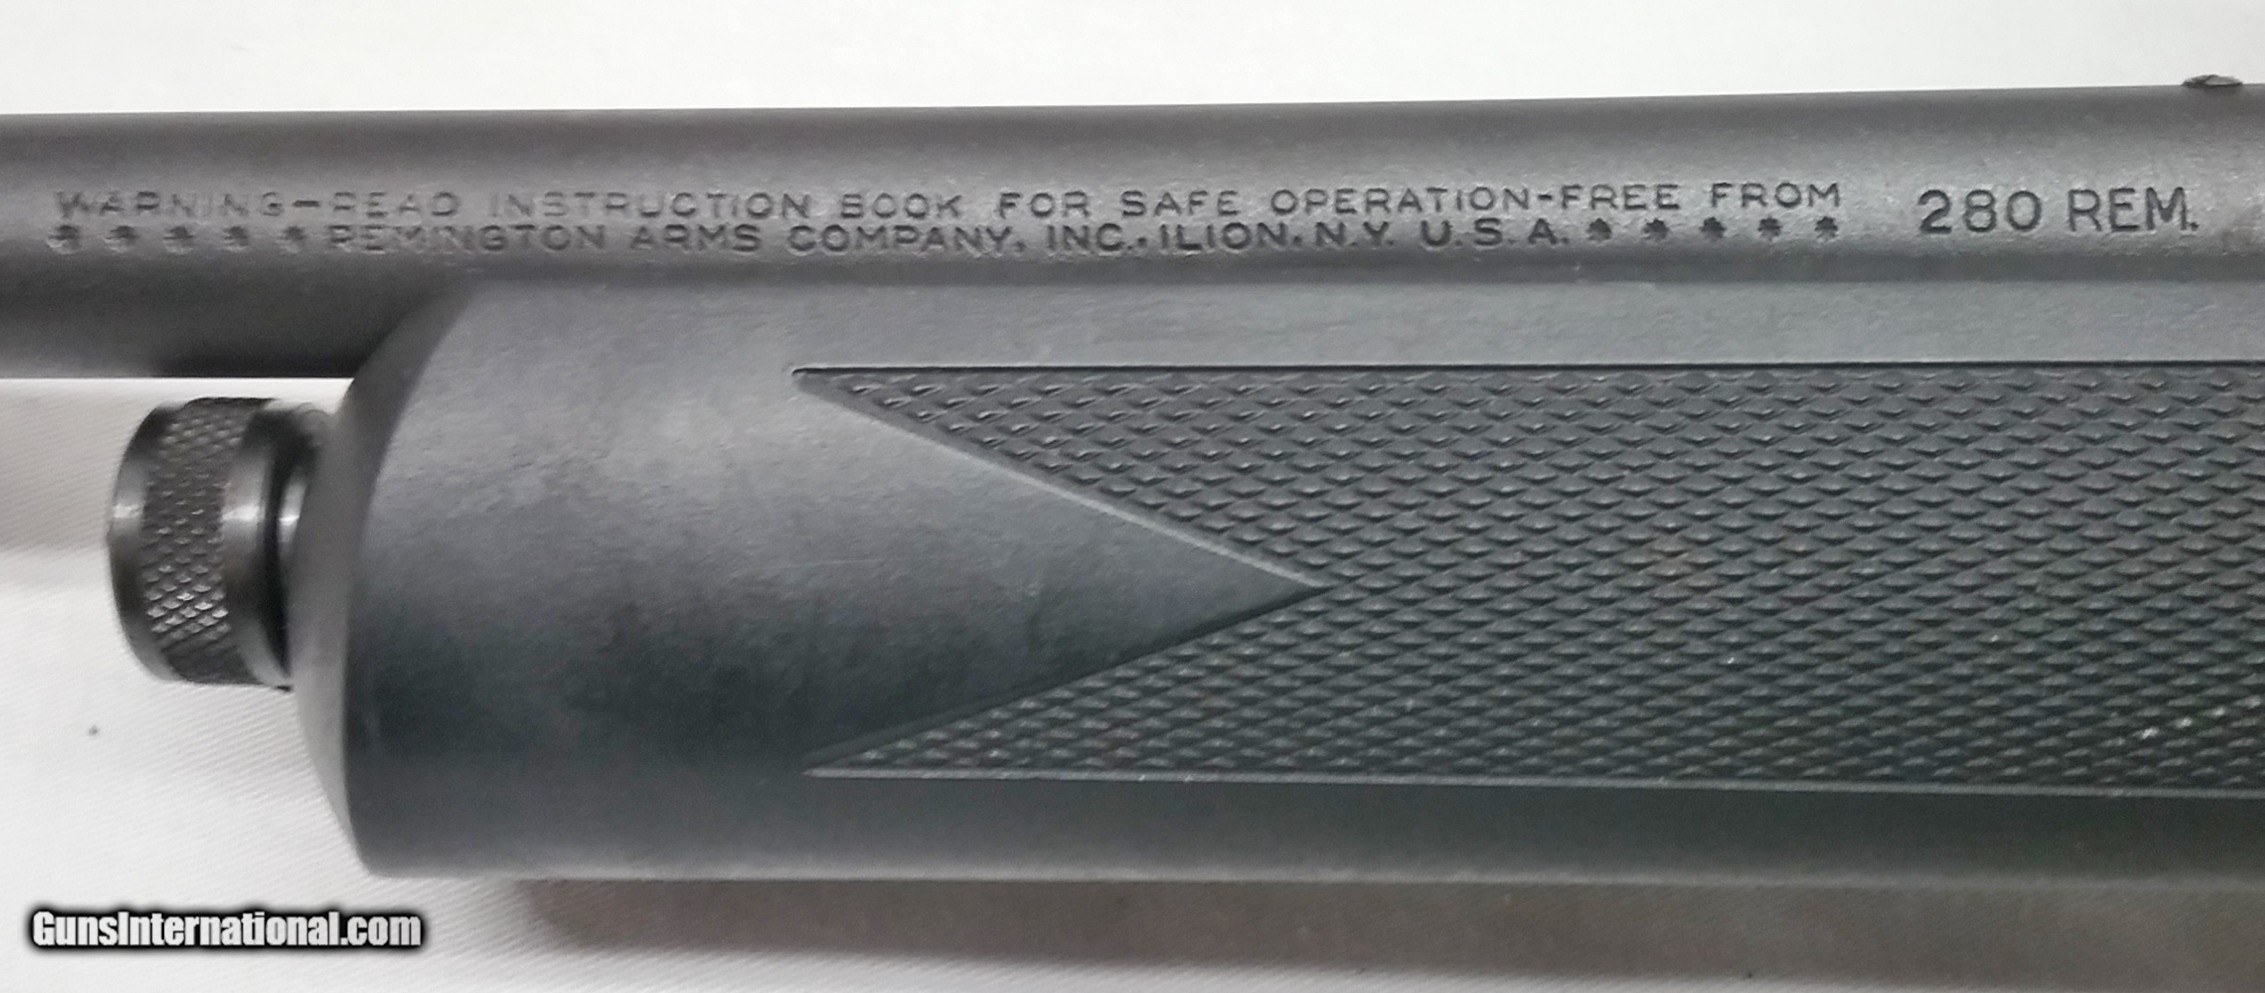 WARNING-READ INSTRUCTION BOOK FOR SAFE OPERATION-FREE FROM
* * * * * REMINGTON ARMS COMPANY, INC., ILION, N.Y. U.S.A. * * * * *
280 REM.
GunsInternational.com